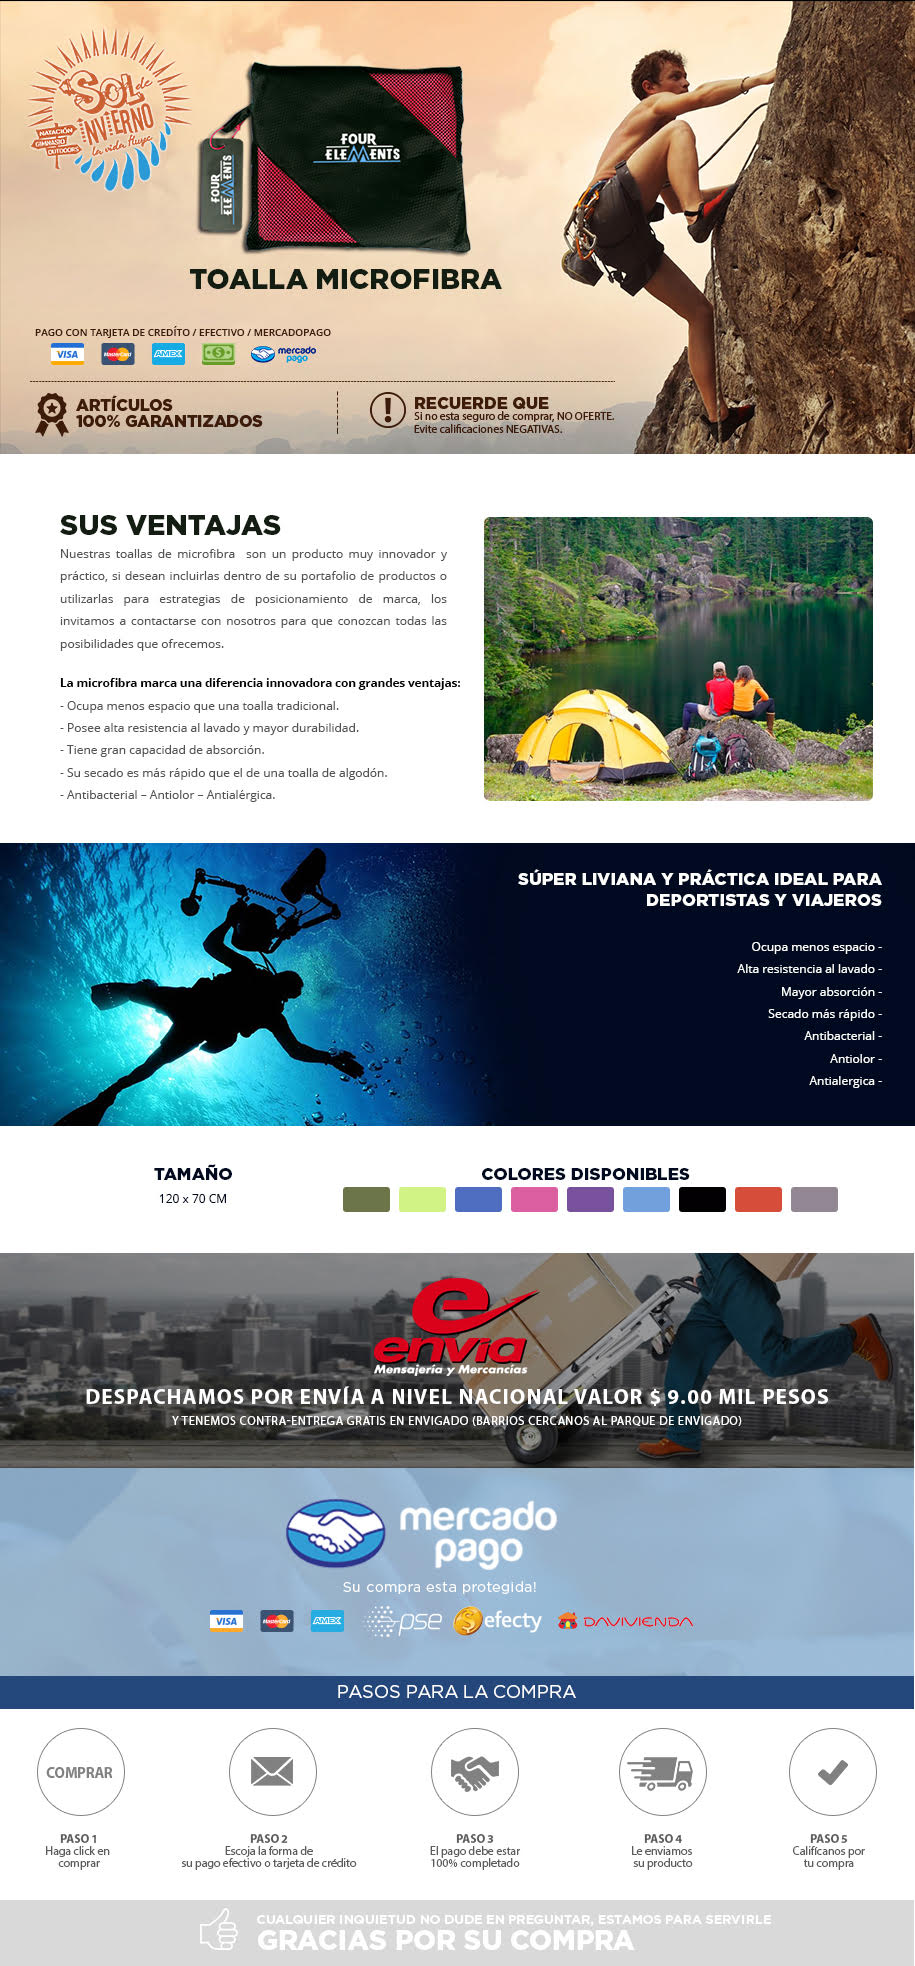 SOL de
INVIERNO
la vida fluye
NATACIÓN
GIMNASIO
OUTDOORS
FOUR
ELEMENTS
FOUR
ELEMENTS
TOALLA MICROFIBRA
PAGO CON TARJETA DE CREDÍTO / EFECTIVO / MERCADOPAGO
VISA
MasterCard
AMEX
mercado
pago
ARTÍCULOS
100% GARANTIZADOS
RECUERDE QUE
Si no esta seguro de comprar, NO OFERTE.
Evite calificaciones NEGATIVAS.
SUS VENTAJAS
Nuestras toallas de microfibra son un producto muy innovador y
práctico, si desean incluirlas dentro de su portafolio de productos o
utilizarlas para estrategias de posicionamiento de marca, los
invitamos a contactarse con nosotros para que conozcan todas las
posibilidades que ofrecemos.
La microfibra marca una diferencia innovadora con grandes ventajas:
- Ocupa menos espacio que una toalla tradicional.
- Posee alta resistencia al lavado y mayor durabilidad.
- Tiene gran capacidad de absorción.
- Su secado es más rápido que el de una toalla de algodón.
- Antibacterial – Antiolor – Antialérgica.
SÚPER LIVIANA Y PRÁCTICA IDEAL PARA
DEPORTISTAS Y VIAJEROS
Ocupa menos espacio -
Alta resistencia al lavado -
Mayor absorción -
Secado más rápido -
Antibacterial -
Antiolor -
Antialergica -
TAMAÑO
120 x 70 CM
COLORES DISPONIBLES
e
envía
Mensajería y Mercancías
DESPACHAMOS POR ENVÍA A NIVEL NACIONAL VALOR $ 9.00 MIL PESOS
Y TENEMOS CONTRA-ENTREGA GRATIS EN ENVIGADO (BARRIOS CERCANOS AL PARQUE DE ENVIGADO)
mercado
pago
Su compra esta protegida!
VISA
MasterCard
AMEX
pse
$efecty
DAVIVIENDA
PASOS PARA LA COMPRA
COMPRAR
PASO 1
Haga click en
comprar
PASO 2
Escoja la forma de
su pago efectivo o tarjeta de crédito
PASO 3
El pago debe estar
100% completado
PASO 4
Le enviamos
su producto
PASO 5
Califícanos por
tu compra
CUALQUIER INQUIETUD NO DUDE EN PREGUNTAR, ESTAMOS PARA SERVIRLE
GRACIAS POR SU COMPRA